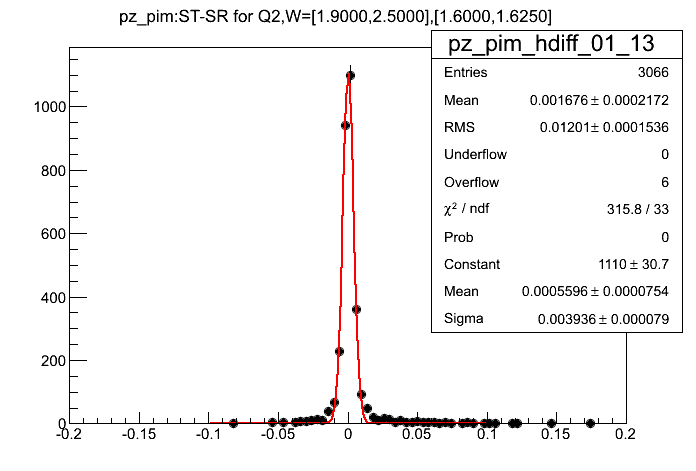 pz_pim:ST-SR for Q2,W=[1.9000,2.5000],[1.6000,1.6250]
pz_pim_hdiff_01_13
Entries 3066
Mean 0.001676 ± 0.0002172
RMS 0.01201 ± 0.0001536
Underflow 0
Overflow 6
χ² / ndf 315.8 / 33
Prob 0
Constant 1110 ± 30.7
Mean 0.0005596 ± 0.0000754
Sigma 0.003936 ± 0.000079
1000
800
600
400
200
0
-0.2 -0.15 -0.1 -0.05 0 0.05 0.1 0.15 0.2